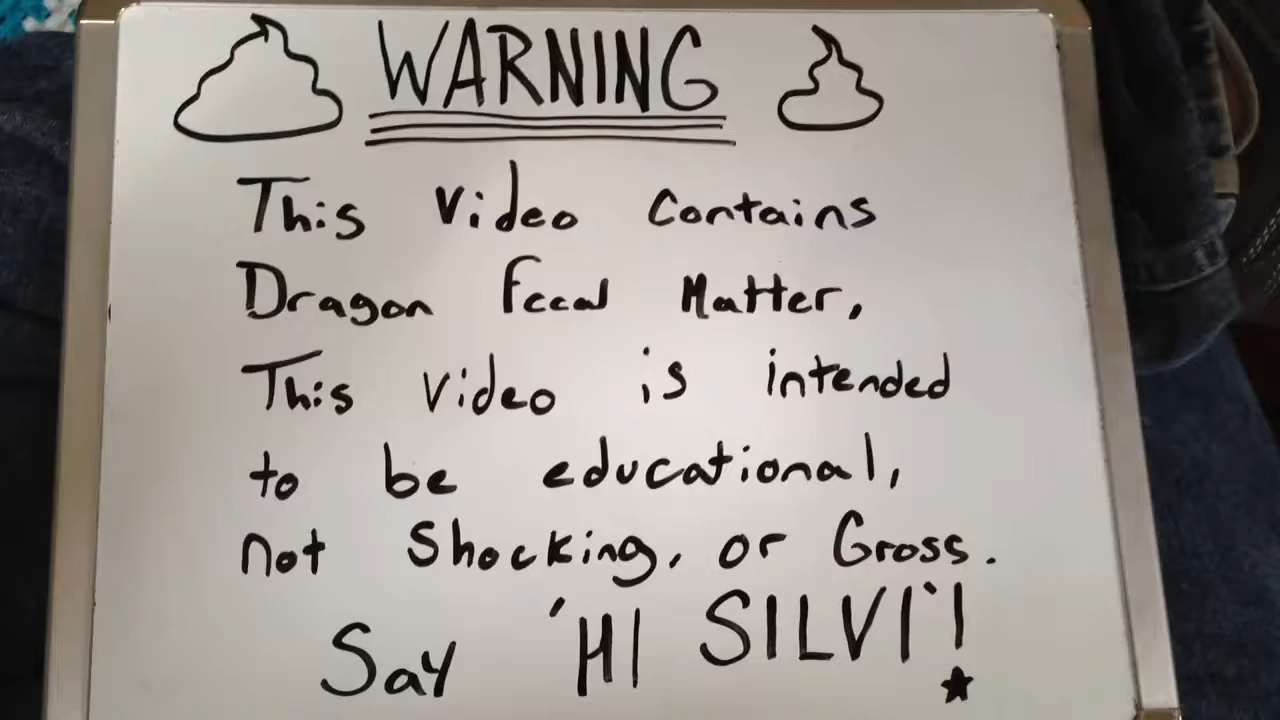 WARNING
This Video Contains
Dragon Fecal Matter,
This Video is intended
to be educational,
not Shocking, or Gross.
Say 'HI SILVI'!